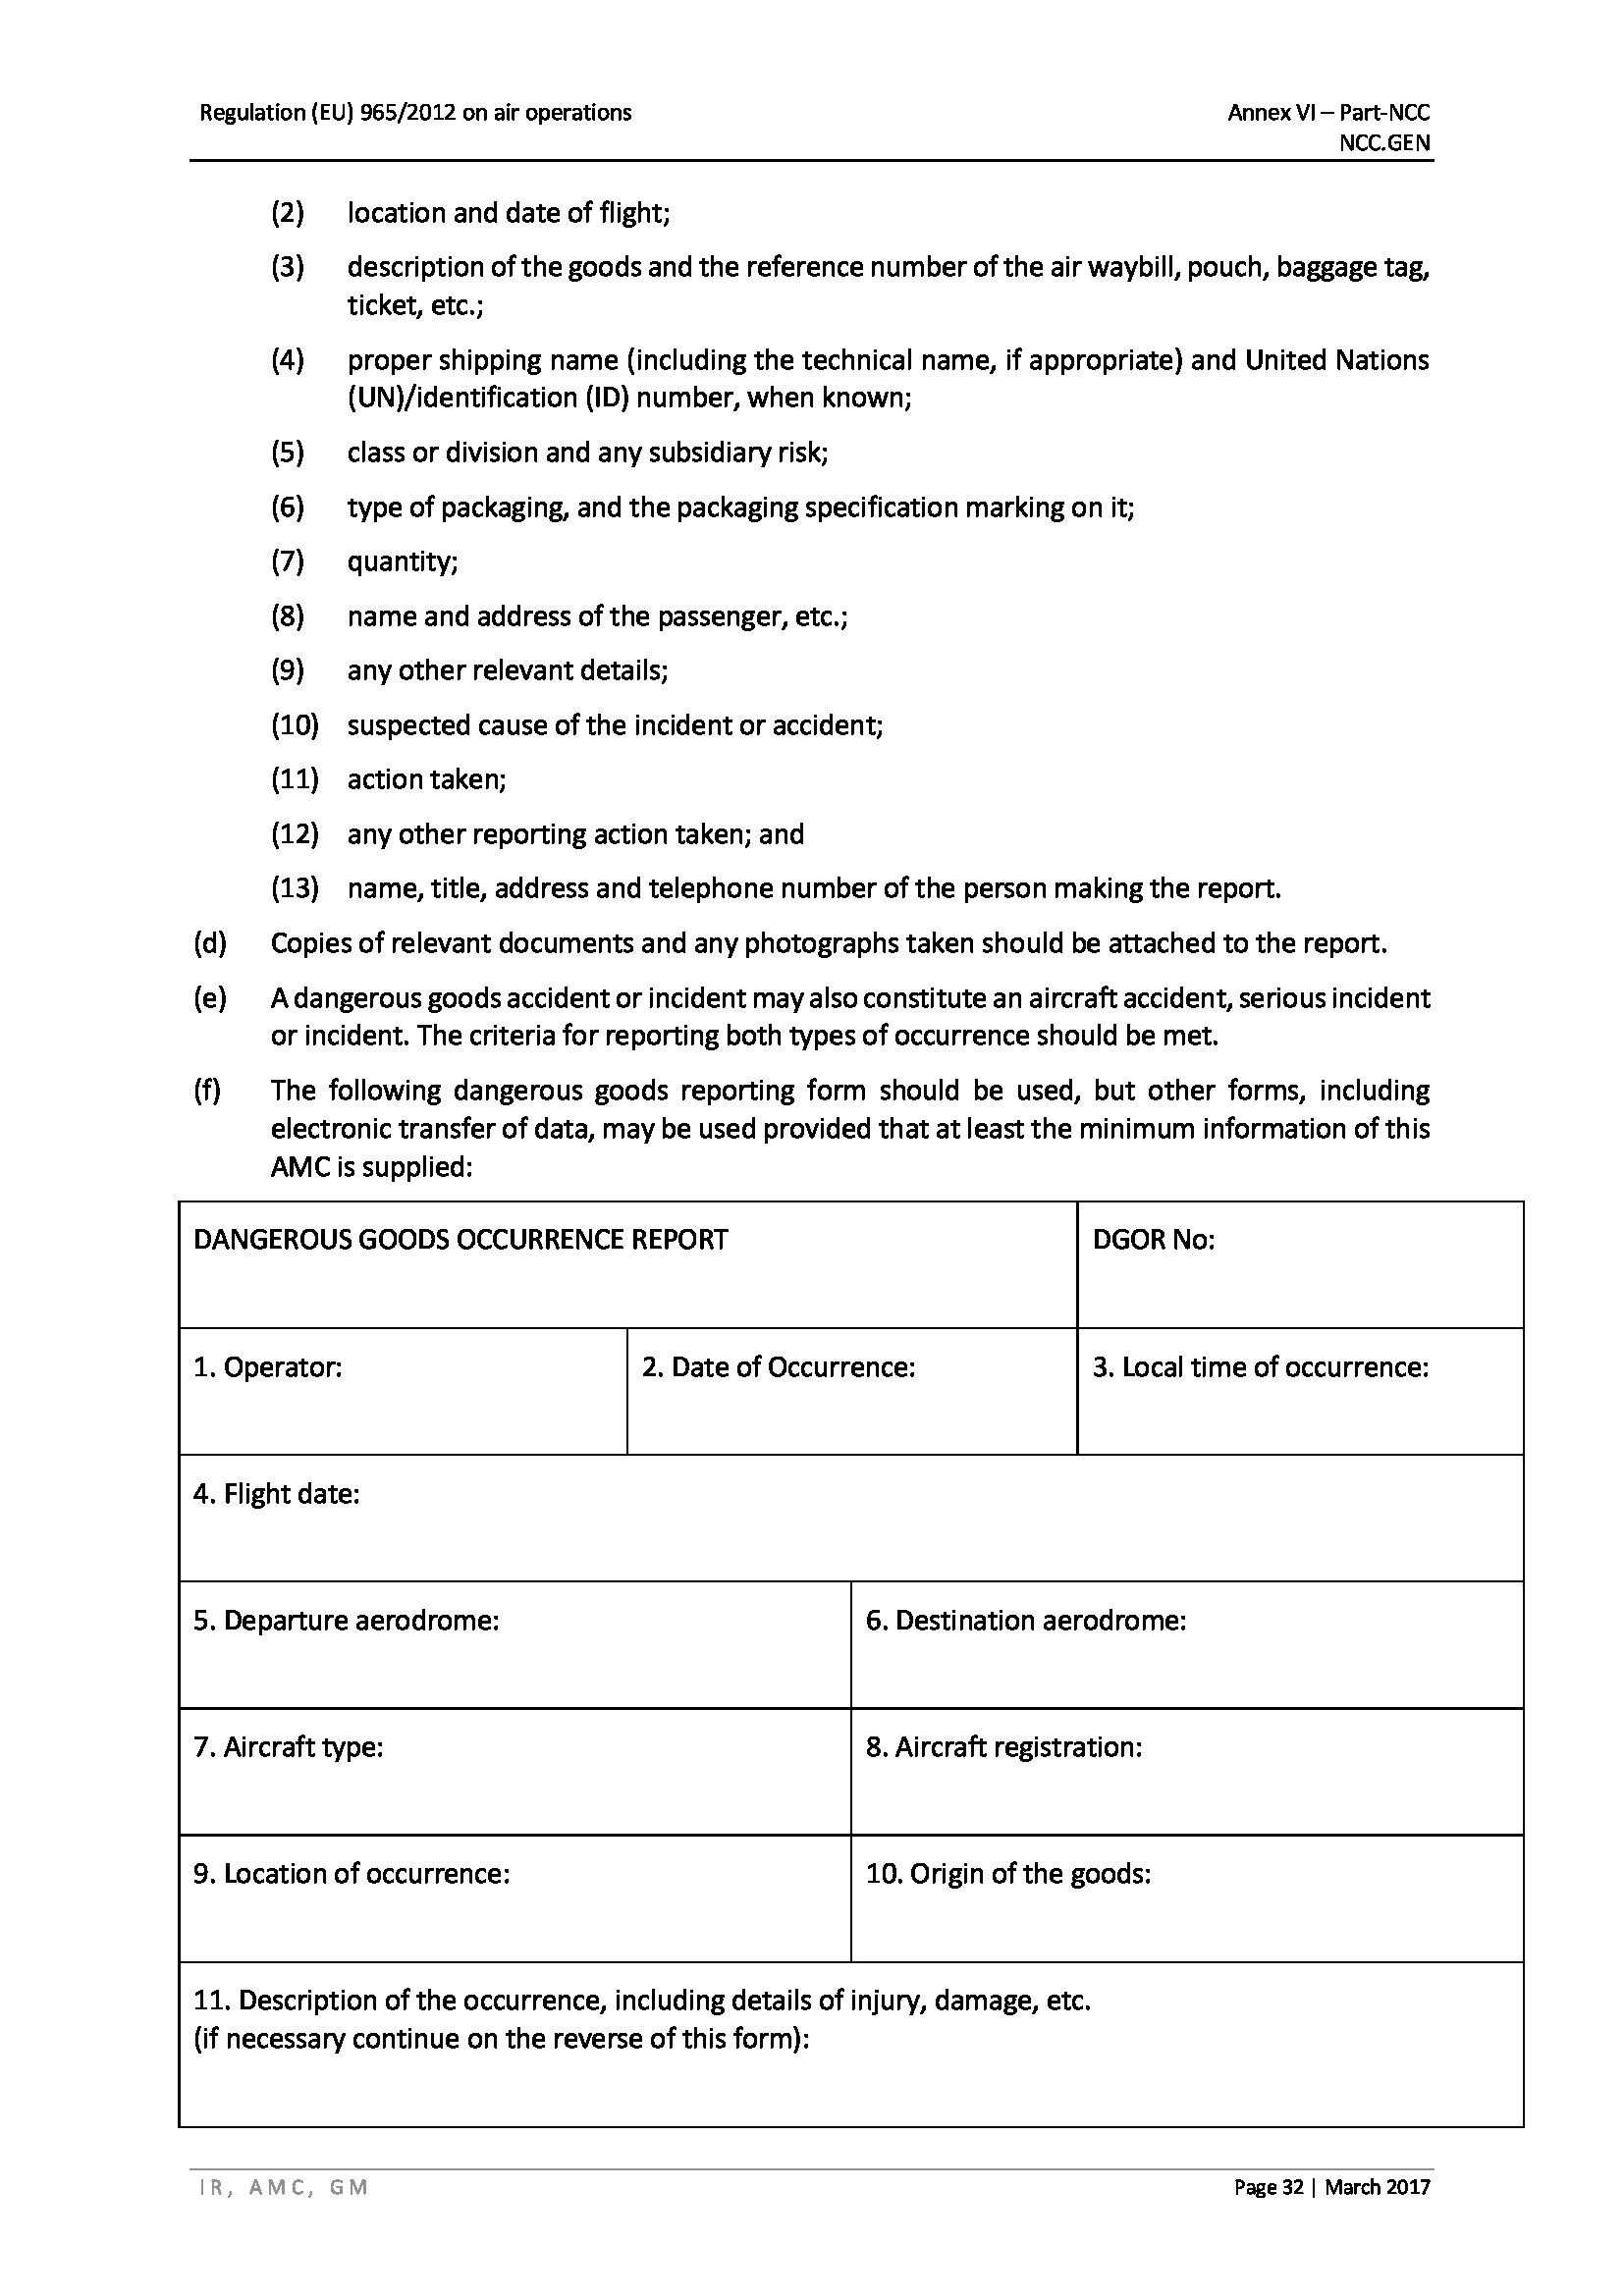 Regulation (EU) 965/2012 on air operations
Annex VI – Part-NCC
NCC.GEN
(2) location and date of flight;
(3) description of the goods and the reference number of the air waybill, pouch, baggage tag,
ticket, etc.;
(4) proper shipping name (including the technical name, if appropriate) and United Nations
(UN)/identification (ID) number, when known;
(5) class or division and any subsidiary risk;
(6) type of packaging, and the packaging specification marking on it;
(7) quantity;
(8) name and address of the passenger, etc.;
(9) any other relevant details;
(10) suspected cause of the incident or accident;
(11) action taken;
(12) any other reporting action taken; and
(13) name, title, address and telephone number of the person making the report.
(d) Copies of relevant documents and any photographs taken should be attached to the report.
(e) A dangerous goods accident or incident may also constitute an aircraft accident, serious incident
or incident. The criteria for reporting both types of occurrence should be met.
(f) The following dangerous goods reporting form should be used, but other forms, including
electronic transfer of data, may be used provided that at least the minimum information of this
AMC is supplied:
DANGEROUS GOODS OCCURRENCE REPORT
DGOR No:
1. Operator:
2. Date of Occurrence:
3. Local time of occurrence:
4. Flight date:
5. Departure aerodrome:
6. Destination aerodrome:
7. Aircraft type:
8. Aircraft registration:
9. Location of occurrence:
10. Origin of the goods:
11. Description of the occurrence, including details of injury, damage, etc.
(if necessary continue on the reverse of this form):
IR, AMC, GM
Page 32 | March 2017